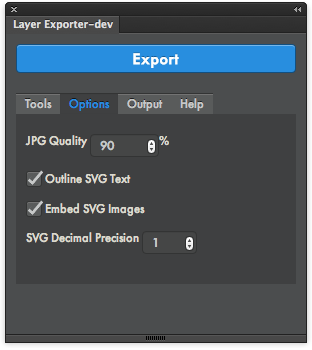 Layer Exporter-dev
Export
Tools Options Output Help
JPG Quality 90 %
Outline SVG Text
Embed SVG Images
SVG Decimal Precision 1